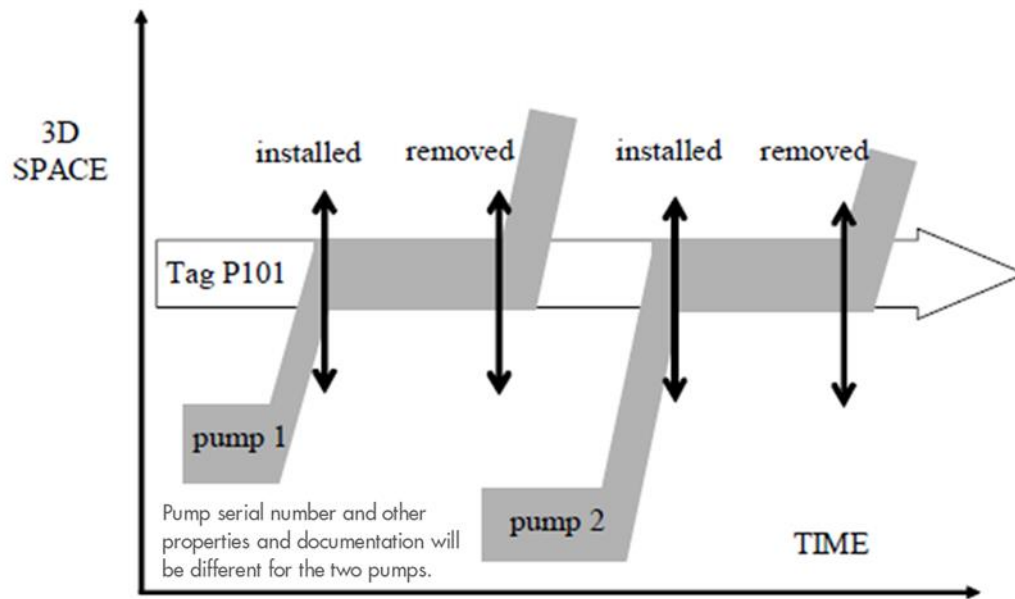 3D
SPACE
installed
removed
installed
removed
Tag P101
pump 1
pump 2
Pump serial number and other
properties and documentation will
be different for the two pumps.
TIME